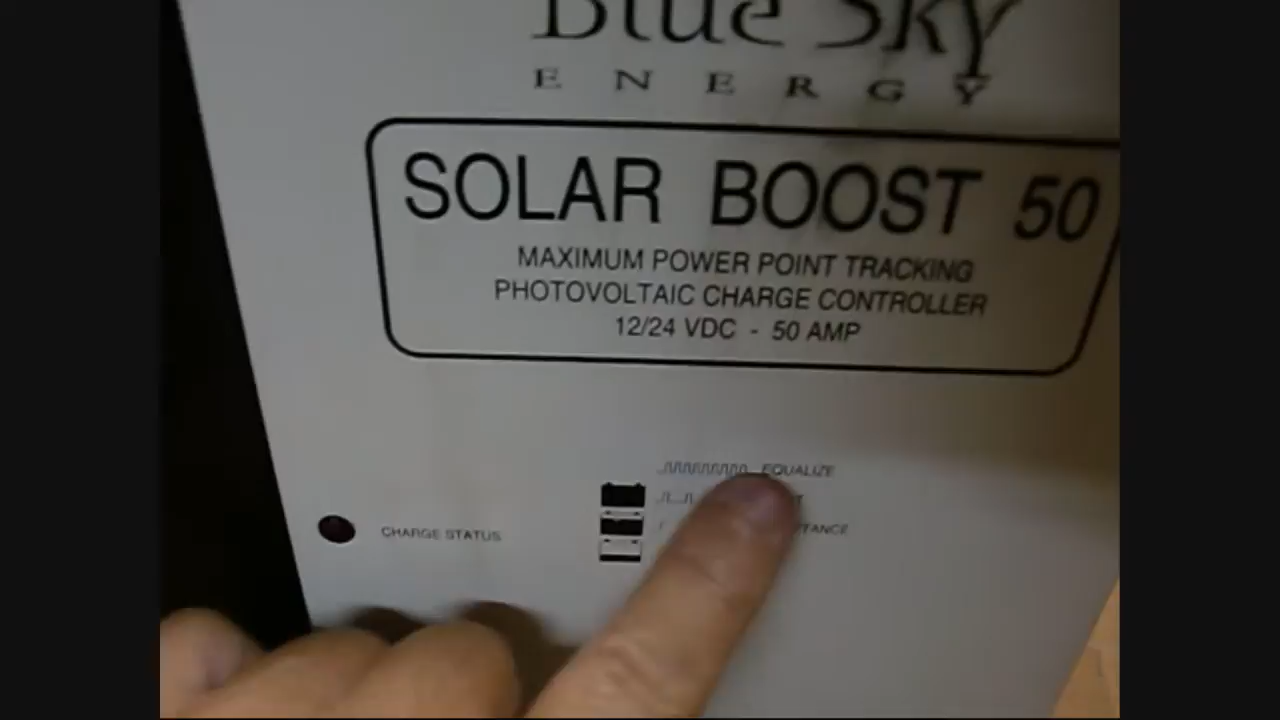 Blue Sky
ENERGY
SOLAR BOOST 50
MAXIMUM POWER POINT TRACKING
PHOTOVOLTAIC CHARGE CONTROLLER
12/24 VDC - 50 AMP
EQUALIZE
CHARGE STATUS